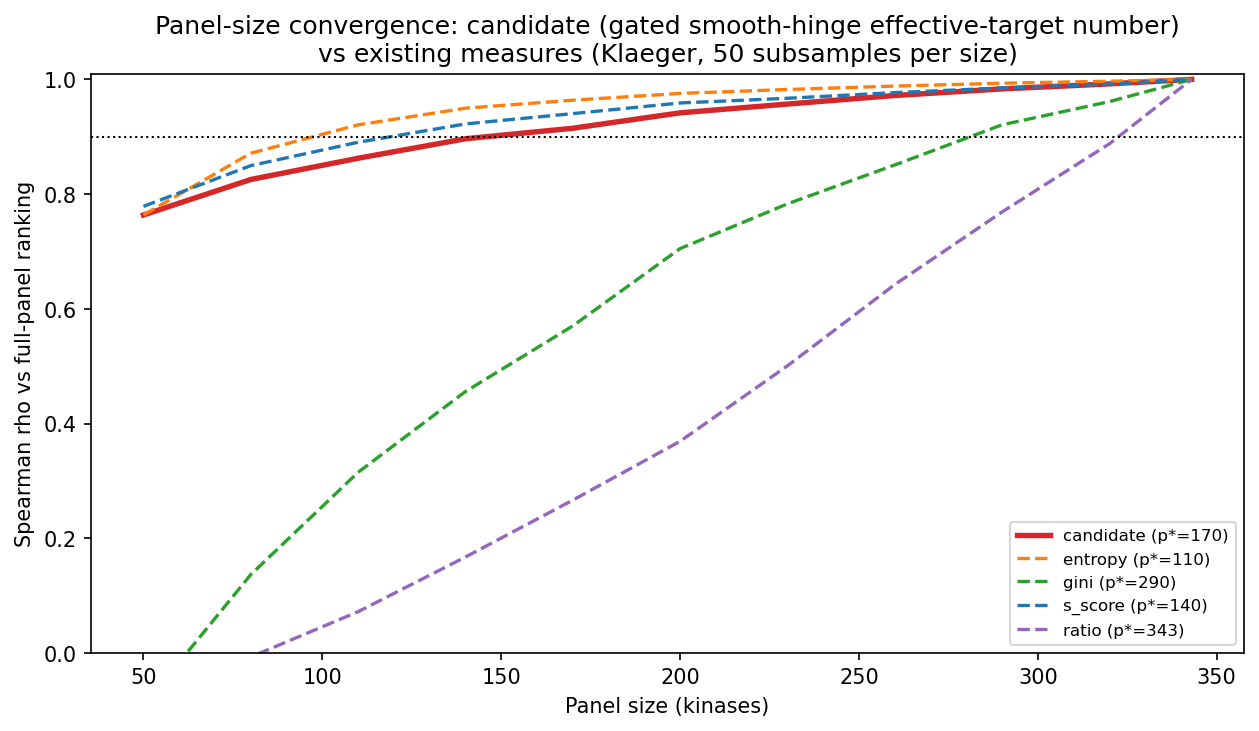 Panel-size convergence: candidate (gated smooth-hinge effective-target number)
vs existing measures (Klaeger, 50 subsamples per size)
Spearman rho vs full-panel ranking
1.0
0.8
0.6
0.4
0.2
0.0
candidate (p*=170)
entropy (p*=110)
gini (p*=290)
s_score (p*=140)
ratio (p*=343)
50
100
150
200
250
300
350
Panel size (kinases)